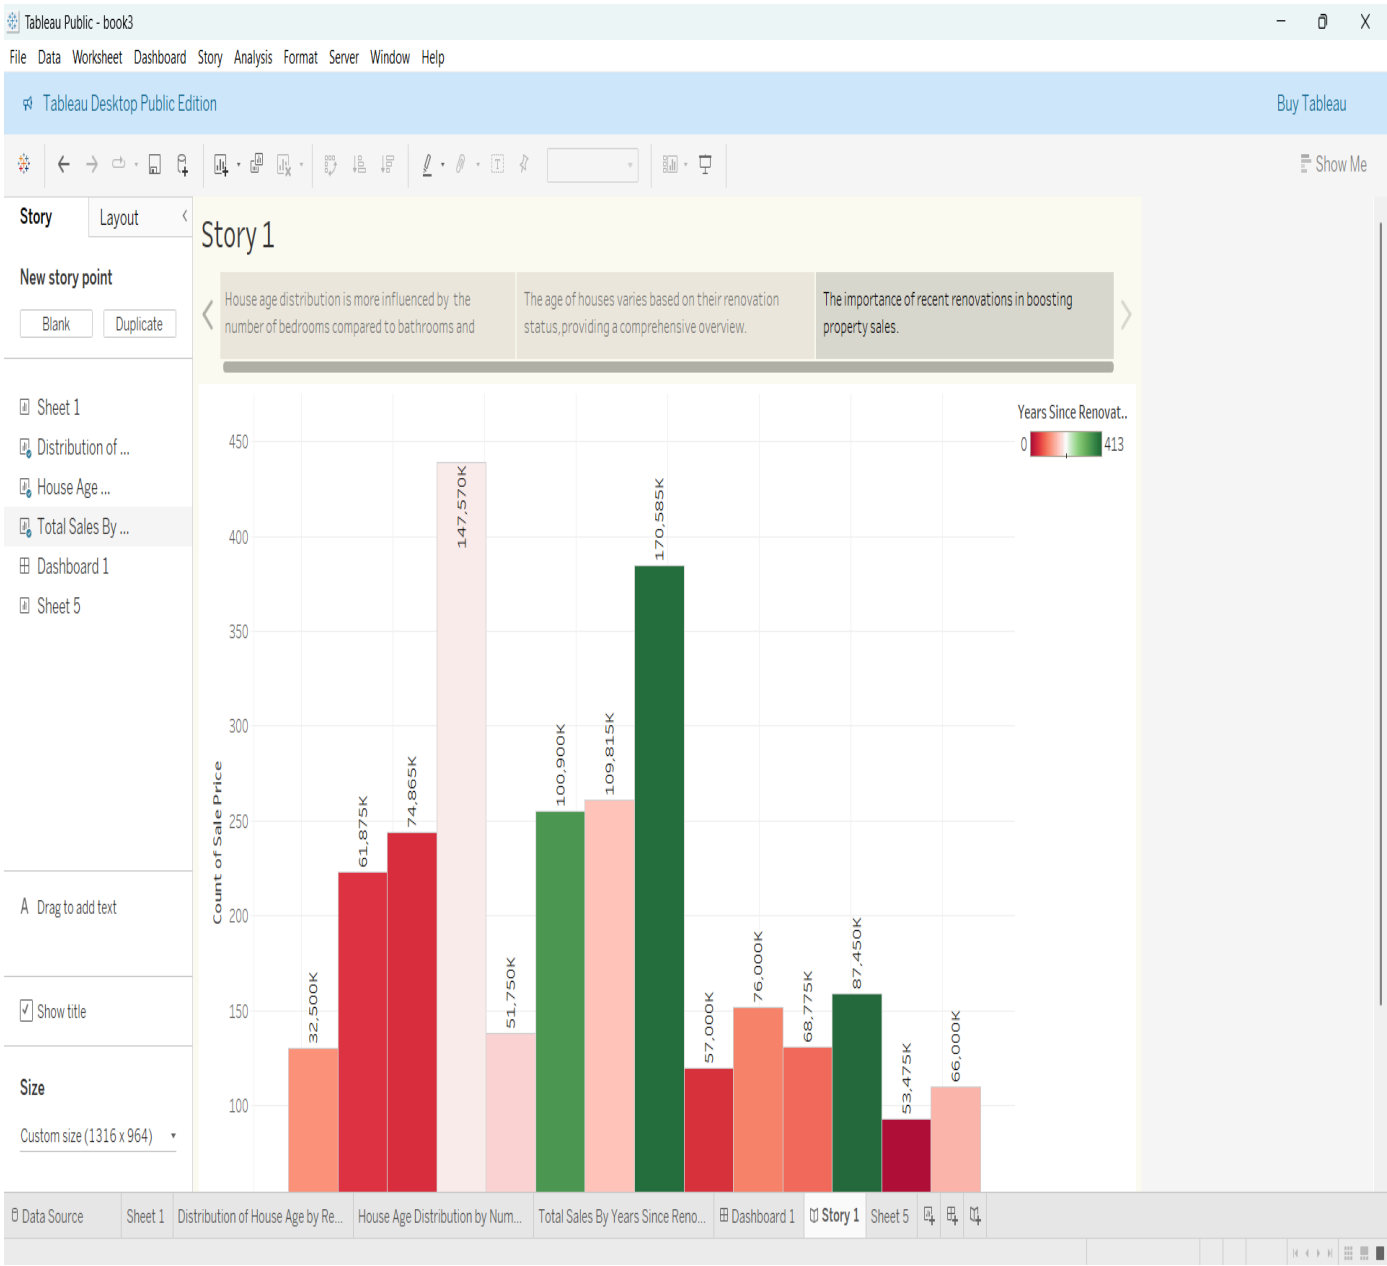 Tableau Public - book3
File Data Worksheet Dashboard Story Analysis Format Server Window Help
Tableau Desktop Public Edition
Buy Tableau
Show Me
Story
Layout
New story point
Blank
Duplicate
Sheet 1
Distribution of ...
House Age ...
Total Sales By ...
Dashboard 1
Sheet 5
A Drag to add text
Show title
Size
Custom size (1316 x 964)
Story 1
House age distribution is more influenced by the
number of bedrooms compared to bathrooms and
The age of houses varies based on their renovation
status, providing a comprehensive overview.
The importance of recent renovations in boosting
property sales.
Years Since Renovat..
0
413
Count of Sale Price
450
400
350
300
250
200
150
100
32,500K
61,875K
74,865K
147,570K
51,750K
100,900K
109,815K
170,585K
57,000K
76,000K
68,775K
87,450K
53,475K
66,000K
Data Source
Sheet 1
Distribution of House Age by Re...
House Age Distribution by Num...
Total Sales By Years Since Reno...
Dashboard 1
Story 1
Sheet 5